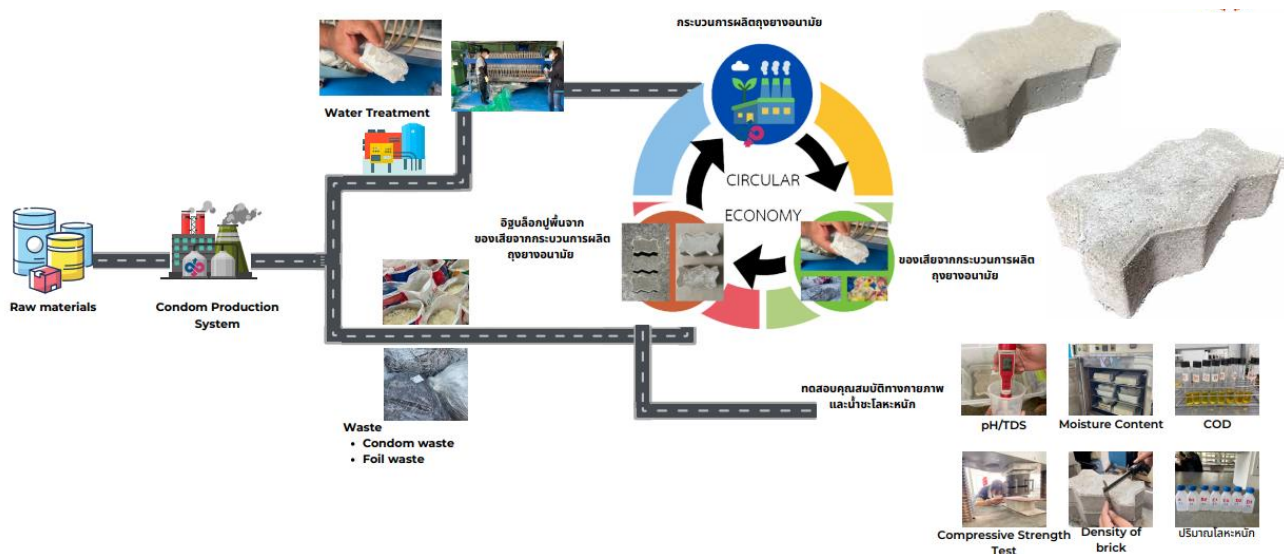 กระบวนการผลิตถุงยางอนามัย
Water Treatment
CIRCULAR
ECONOMY
อิฐบล็อกปูพื้นจาก
ของเสียจากกระบวนการผลิต
ถุงยางอนามัย
ของเสียจากกระบวนการผลิต
ถุงยางอนามัย
Raw materials
Condom Production
System
Waste
• Condom waste
• Foil waste
ทดสอบคุณสมบัติทางกายภาพ
และน้ำชะโลหะหนัก
pH/TDS
Moisture Content
COD
Compressive Strength
Test
Density of
brick
ปริมาณโลหะหนัก